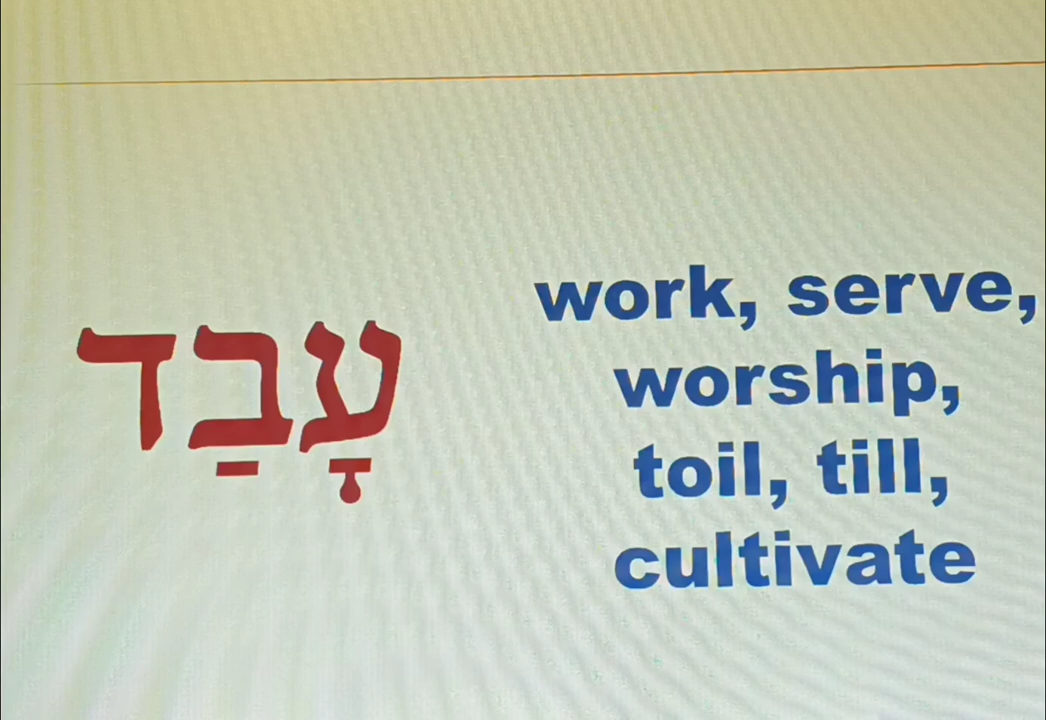 עָבַד
work, serve,
worship,
toil, till,
cultivate